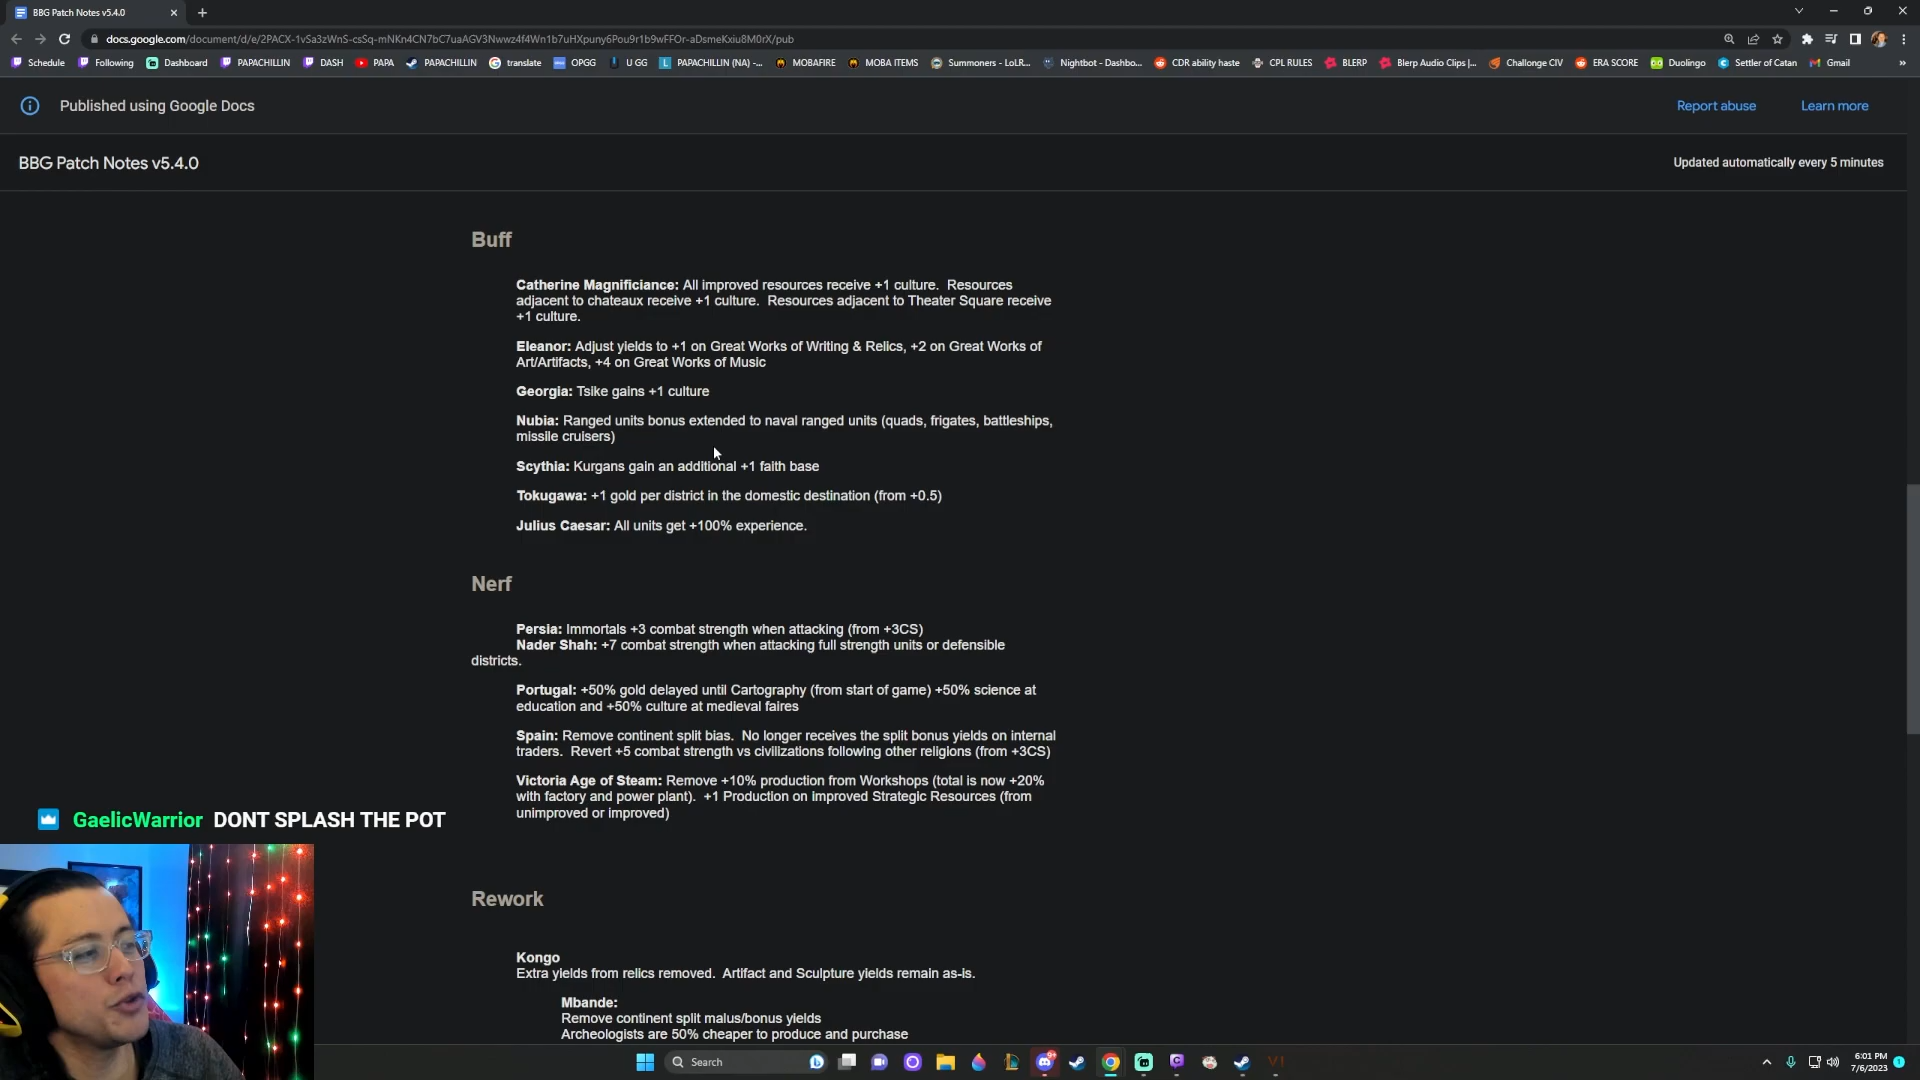 BBG Patch Notes v5.4.0
docs.google.com/document/d/e/2PACX-1vSa3zWnS-csSq-mNKn4CN7bC7uaAGV3Nwwz4f4Wn1b7uHXpuny6Pou9r1b9wFFOr-aDsmeKxiu8M0rX/pub
Schedule Following Dashboard PAPACHILLIN DASH PAPA PAPACHILLIN translate OPGG U GG PAPACHILLIN (NA) -... MOBAFIRE MOBA ITEMS Summoners - LoLR... Nightbot - Dashbo... CDR ability haste CPL RULES BLERP Blerp Audio Clips |... Challonge CIV ERA SCORE Duolingo Settler of Catan Gmail »
Published using Google Docs Report abuse Learn more
BBG Patch Notes v5.4.0 Updated automatically every 5 minutes
Buff
Catherine Magnificiance: All improved resources receive +1 culture. Resources
adjacent to chateaux receive +1 culture. Resources adjacent to Theater Square receive
+1 culture.
Eleanor: Adjust yields to +1 on Great Works of Writing & Relics, +2 on Great Works of
Art/Artifacts, +4 on Great Works of Music
Georgia: Tsike gains +1 culture
Nubia: Ranged units bonus extended to naval ranged units (quads, frigates, battleships,
missile cruisers)
Scythia: Kurgans gain an additional +1 faith base
Tokugawa: +1 gold per district in the domestic destination (from +0.5)
Julius Caesar: All units get +100% experience.
Nerf
Persia: Immortals +3 combat strength when attacking (from +3CS)
Nader Shah: +7 combat strength when attacking full strength units or defensible
districts.
Portugal: +50% gold delayed until Cartography (from start of game) +50% science at
education and +50% culture at medieval faires
Spain: Remove continent split bias. No longer receives the split bonus yields on internal
traders. Revert +5 combat strength vs civilizations following other religions (from +3CS)
Victoria Age of Steam: Remove +10% production from Workshops (total is now +20%
with factory and power plant). +1 Production on improved Strategic Resources (from
unimproved or improved)
GaelicWarrior DONT SPLASH THE POT
Rework
Kongo
Extra yields from relics removed. Artifact and Sculpture yields remain as-is.
Mbande:
Remove continent split malus/bonus yields
Archeologists are 50% cheaper to produce and purchase
Search
6:01 PM
7/6/2023
1